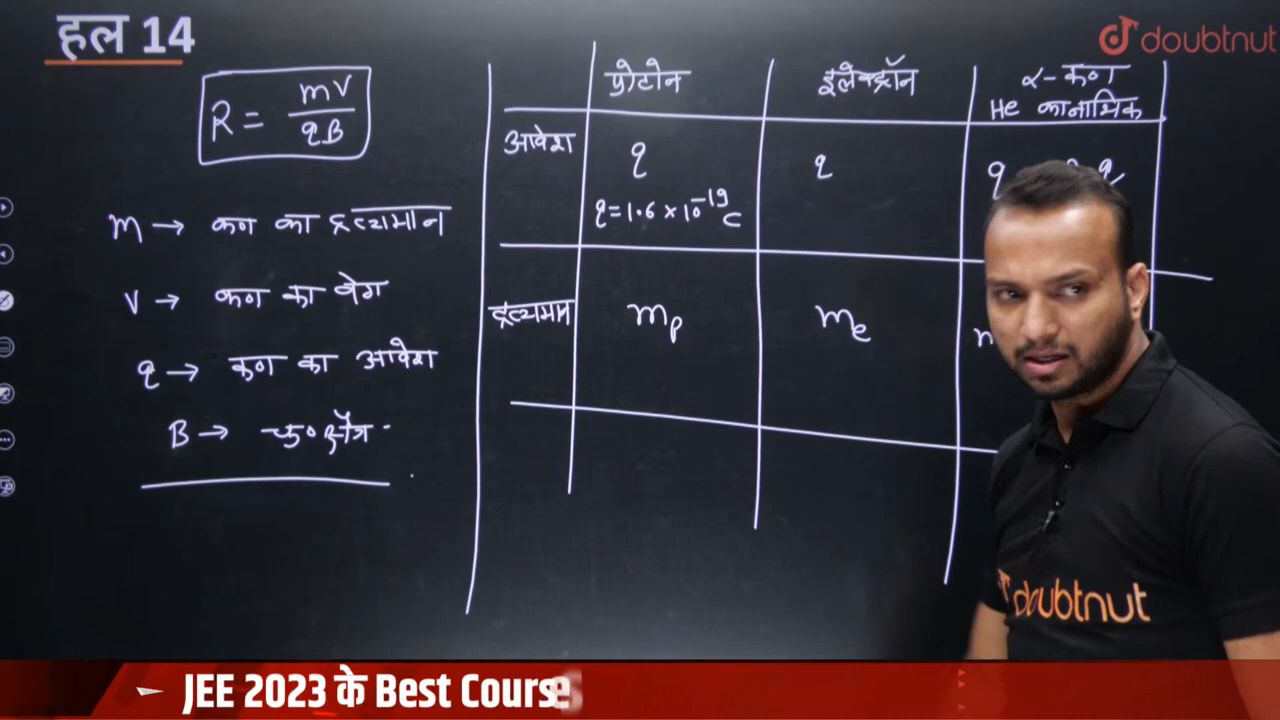 हल 14
doubtnut
R = mV / qB
m → कण का द्रव्यमान
V → कण का वेग
q → कण का आवेश
B → चु० क्षेत्र
प्रोटोन
इलेक्ट्रॉन
α-कण
He का नाभिक
आवेश
q
q
q
q
q = 1.6 × 10⁻¹⁹ C
द्रव्यमान
mₚ
mₑ
doubtnut
JEE 2023 के Best Courses